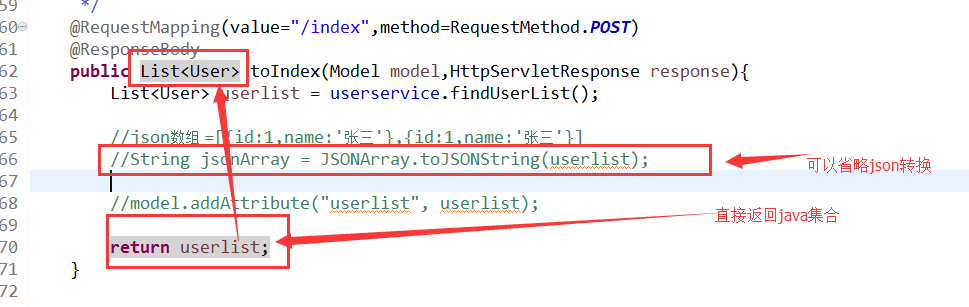 59 */
60 @RequestMapping(value="/index",method=RequestMethod.POST)
61 @ResponseBody
62 public List<User> toIndex(Model model,HttpServletResponse response){
63 List<User> userlist = userservice.findUserList();
64
65 //json数组=[{id:1,name:'张三'},{id:1,name:'张三'}]
66 //String jsonArray = JSONArray.toJSONString(userlist);
可以省略json转换
67
68 //model.addAttribute("userlist", userlist);
直接返回java集合
69
70 return userlist;
71 }
72